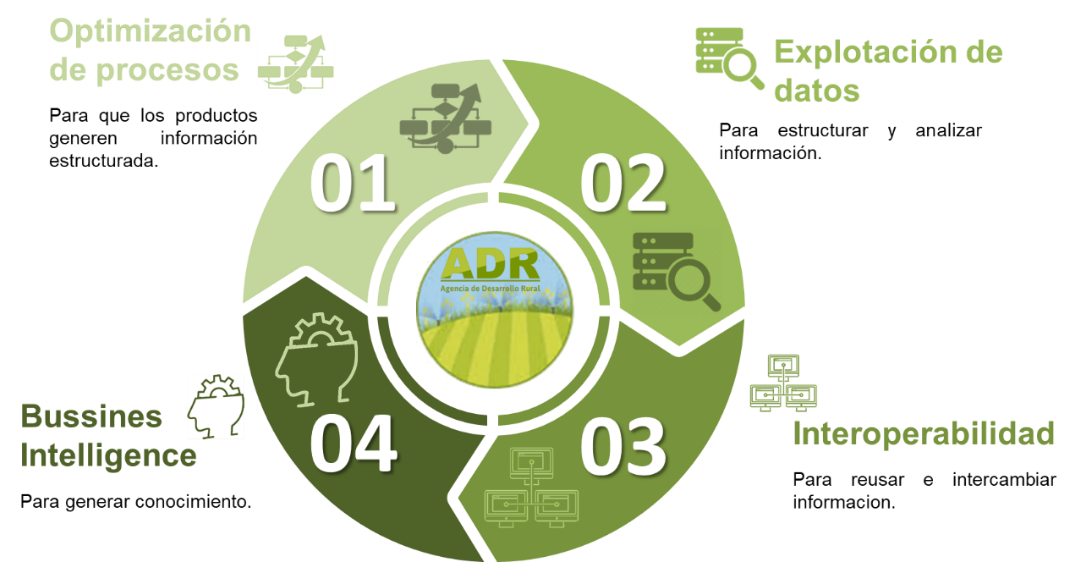 Optimización
de procesos
Para que los productos
generen información
estructurada.
01
Explotación de
datos
Para estructurar y analizar
información.
02
ADR
Agencia de Desarrollo Rural
Bussines
Intelligence
Para generar conocimiento.
04
03
Interoperabilidad
Para reusar e intercambiar
informacion.